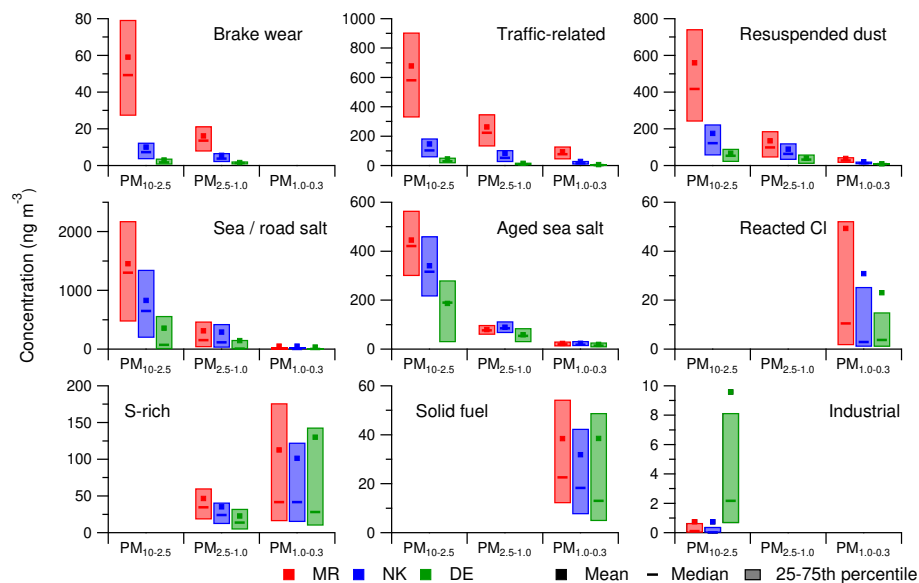 Concentration (ng m⁻³)
80
60
40
20
0
Brake wear
PM10-2.5 PM2.5-1.0 PM1.0-0.3
1000
800
600
400
200
0
Traffic-related
PM10-2.5 PM2.5-1.0 PM1.0-0.3
800
600
400
200
0
Resuspended dust
PM10-2.5 PM2.5-1.0 PM1.0-0.3
2000
1000
0
Sea / road salt
PM10-2.5 PM2.5-1.0 PM1.0-0.3
600
400
200
0
Aged sea salt
PM10-2.5 PM2.5-1.0 PM1.0-0.3
60
40
20
0
Reacted Cl
PM10-2.5 PM2.5-1.0 PM1.0-0.3
200
150
100
50
0
S-rich
PM10-2.5 PM2.5-1.0 PM1.0-0.3
60
40
20
0
Solid fuel
PM10-2.5 PM2.5-1.0 PM1.0-0.3
10
8
6
4
2
0
Industrial
PM10-2.5 PM2.5-1.0 PM1.0-0.3
MR NK DE Mean Median 25-75th percentile